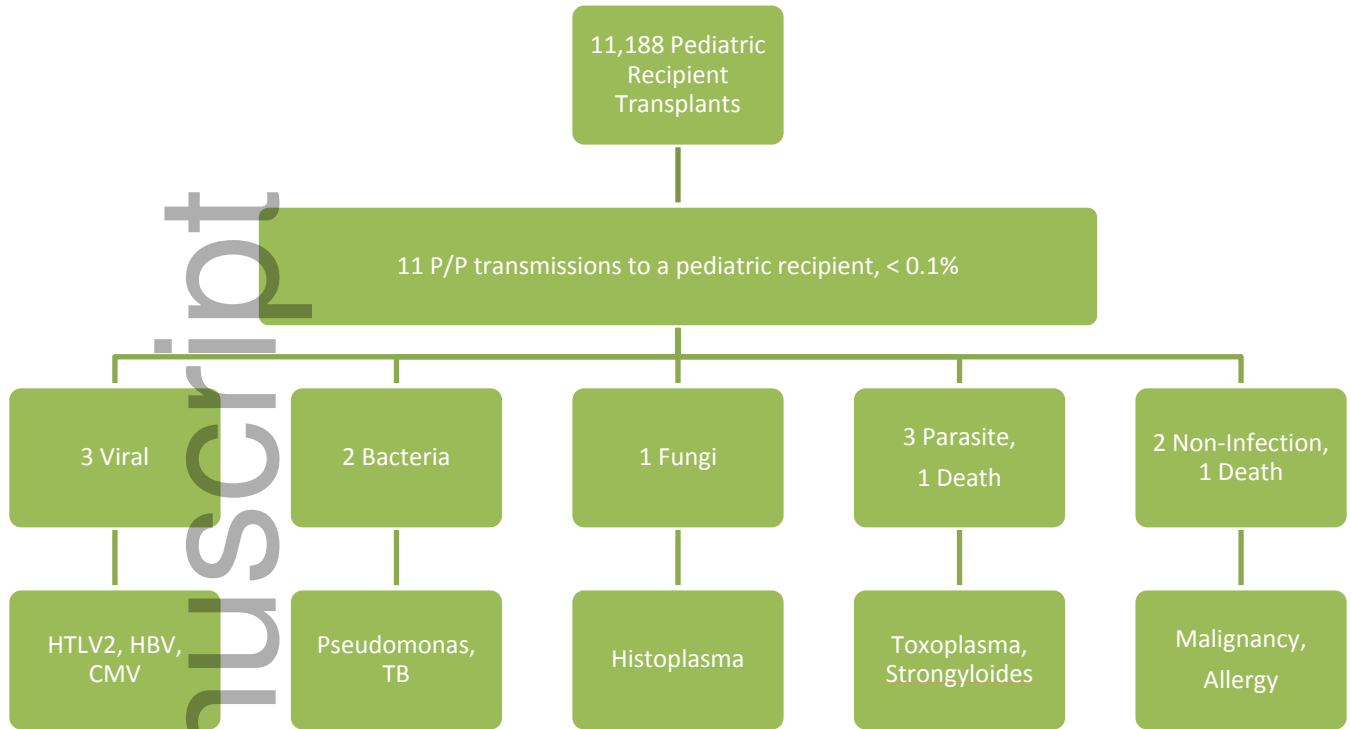 11,188 Pediatric
Recipient
Transplants
11 P/P transmissions to a pediatric recipient, < 0.1%
3 Viral
2 Bacteria
1 Fungi
3 Parasite,
1 Death
2 Non-Infection,
1 Death
HTLV2, HBV,
CMV
Pseudomonas,
TB
Histoplasma
Toxoplasma,
Strongyloides
Malignancy,
Allergy
nuscript